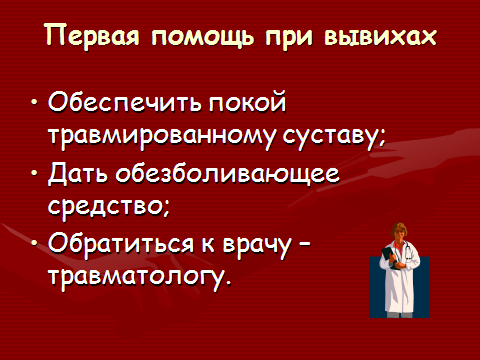 Первая помощь при вывихах
• Обеспечить покой
травмированному суставу;
• Дать обезболивающее
средство;
• Обратиться к врачу –
травматологу.